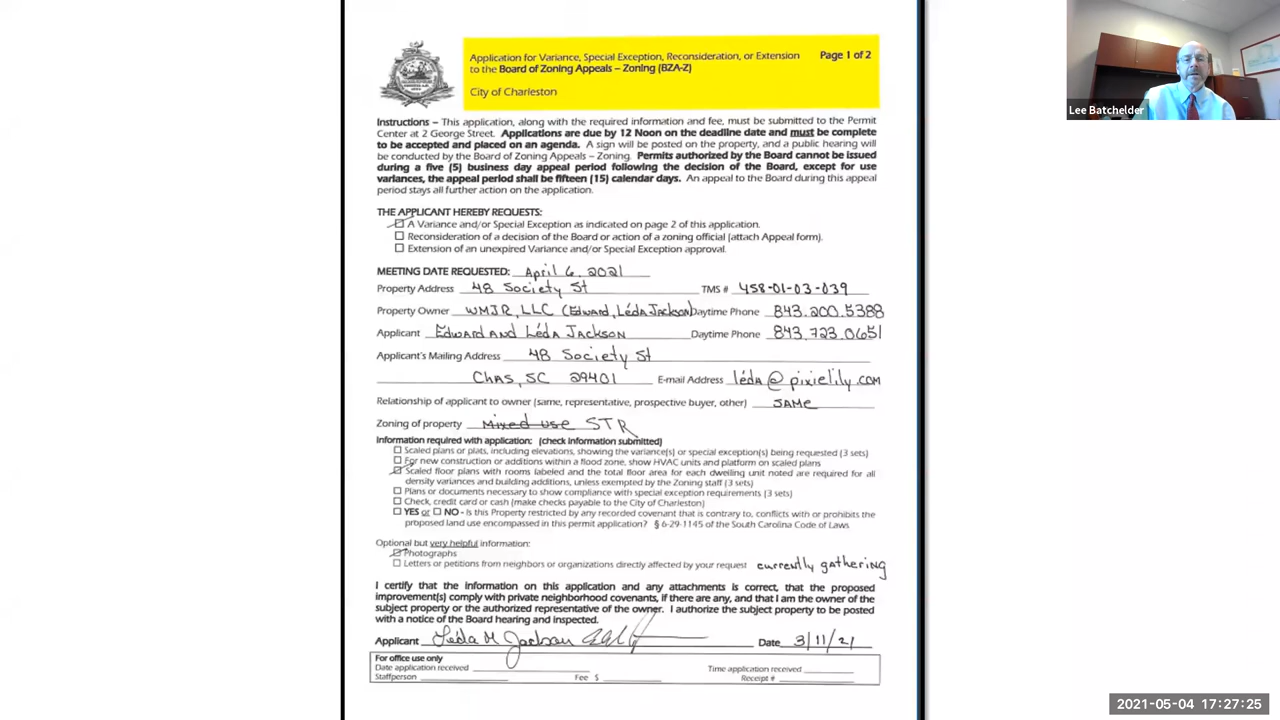 Application for Variance, Special Exception, Reconsideration, or Extension Page 1 of 2
to the Board of Zoning Appeals – Zoning (BZA-Z)
City of Charleston
Lee Batchelder
Instructions – This application, along with the required information and fee, must be submitted to the Permit
Center at 2 George Street. Applications are due by 12 Noon on the deadline date and must be complete
to be accepted and placed on an agenda. A sign will be posted on the property, and a public hearing will
be conducted by the Board of Zoning Appeals – Zoning. Permits authorized by the Board cannot be issued
during a five (5) business day appeal period following the decision of the Board, except for use
variances, the appeal period shall be fifteen (15) calendar days. An appeal to the Board during this appeal
period stays all further action on the application.
THE APPLICANT HEREBY REQUESTS:
A Variance and/or Special Exception as indicated on page 2 of this application.
Reconsideration of a decision of the Board or action of a zoning official (attach Appeal form).
Extension of an unexpired Variance and/or Special Exception approval.
MEETING DATE REQUESTED: April 6, 2021
Property Address 48 Society St TMS # 458-01-03-039
Property Owner WMJR, LLC (Edward, Léda Jackson) Daytime Phone 843.200.5388
Applicant Edward and Léda Jackson Daytime Phone 843.723.0651
Applicant's Mailing Address 48 Society St
Chas, SC 29401 E-mail Address léda@pixielily.com
Relationship of applicant to owner (same, representative, prospective buyer, other) same
Zoning of property Mixed use STR
Information required with application: (check information submitted)
Scaled plans or plats, including elevations, showing the variance(s) or special exception(s) being requested (3 sets)
For new construction or additions within a flood zone, show HVAC units and platform on scaled plans
Scaled floor plans with rooms labeled and the total floor area for each dwelling unit noted are required for all
density variances and building additions, unless exempted by the Zoning staff (3 sets)
Plans or documents necessary to show compliance with special exception requirements (3 sets)
Check, credit card or cash (make checks payable to the City of Charleston)
YES or NO - Is this Property restricted by any recorded covenant that is contrary to, conflicts with or prohibits the
proposed land use encompassed in this permit application? § 6-29-1145 of the South Carolina Code of Laws
Optional but very helpful information:
Photographs
Letters or petitions from neighbors or organizations directly affected by your request currently gathering
I certify that the information on this application and any attachments is correct, that the proposed
improvement(s) comply with private neighborhood covenants, if there are any, and that I am the owner of the
subject property or the authorized representative of the owner. I authorize the subject property to be posted
with a notice of the Board hearing and inspected.
Applicant Léda M Jackson Date 3/11/21
For office use only
Date application received Time application received
Staffperson Fee $ Receipt #
2021-05-04 17:27:25